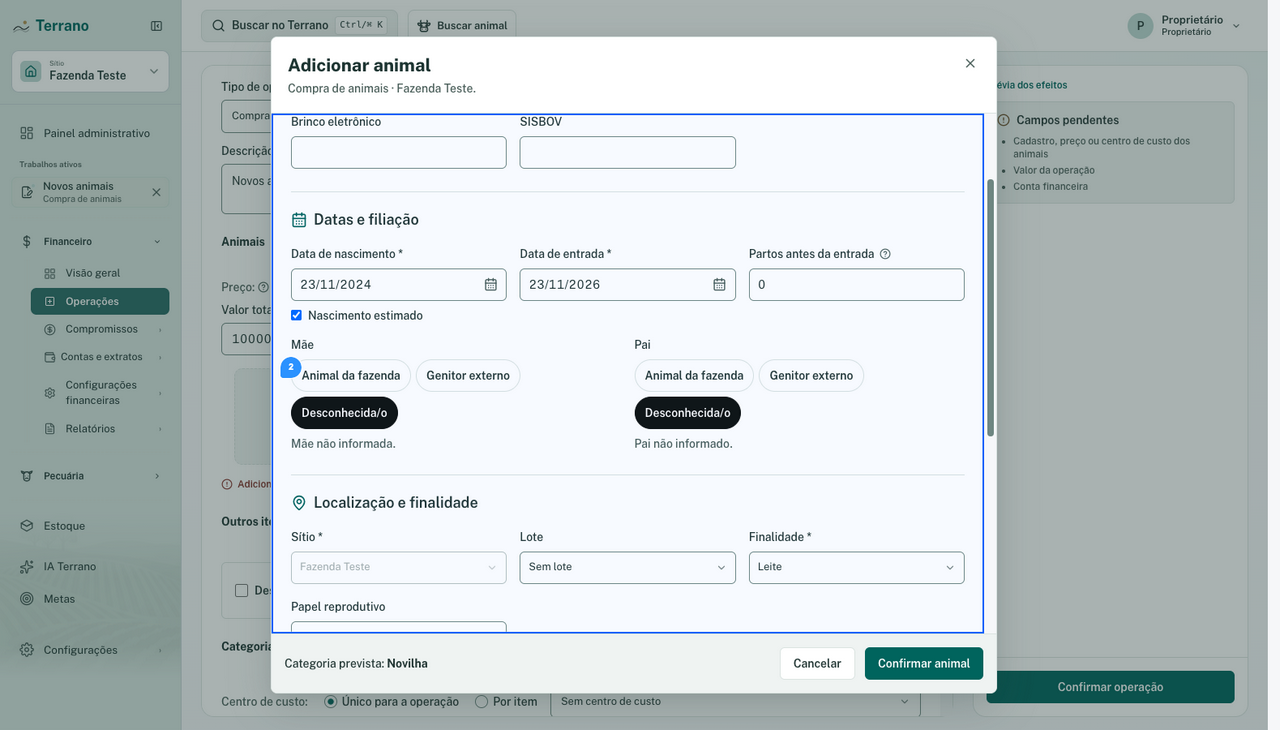 Terrano
Buscar no Terrano
Ctrl/⌘ K
Buscar animal
P
Proprietário
Proprietário
Sítio
Fazenda Teste
Painel administrativo
Trabalhos ativos
Novos animais
Compra de animais
Financeiro
Visão geral
Operações
Compromissos
Contas e extratos
Configurações
financeiras
Relatórios
Pecuária
Estoque
IA Terrano
Metas
Configurações
Tipo de o
Compra
Descriçã
Novos a
Animais
Preço:
Valor tota
10000
Adicion
Outros ite
De
Categoria
Centro de custo:
Único para a operação
Por item
Sem centro de custo
Adicionar animal
Compra de animais · Fazenda Teste.
Brinco eletrônico
SISBOV
Datas e filiação
Data de nascimento *
Data de entrada *
Partos antes da entrada
23/11/2024
23/11/2026
0
Nascimento estimado
Mãe
Pai
2
Animal da fazenda
Genitor externo
Animal da fazenda
Genitor externo
Desconhecida/o
Desconhecida/o
Mãe não informada.
Pai não informado.
Localização e finalidade
Sítio *
Lote
Finalidade *
Fazenda Teste
Sem lote
Leite
Papel reprodutivo
Categoria prevista: Novilha
Cancelar
Confirmar animal
évia dos efeitos
Campos pendentes
Cadastro, preço ou centro de custo dos
animais
Valor da operação
Conta financeira
Confirmar operação